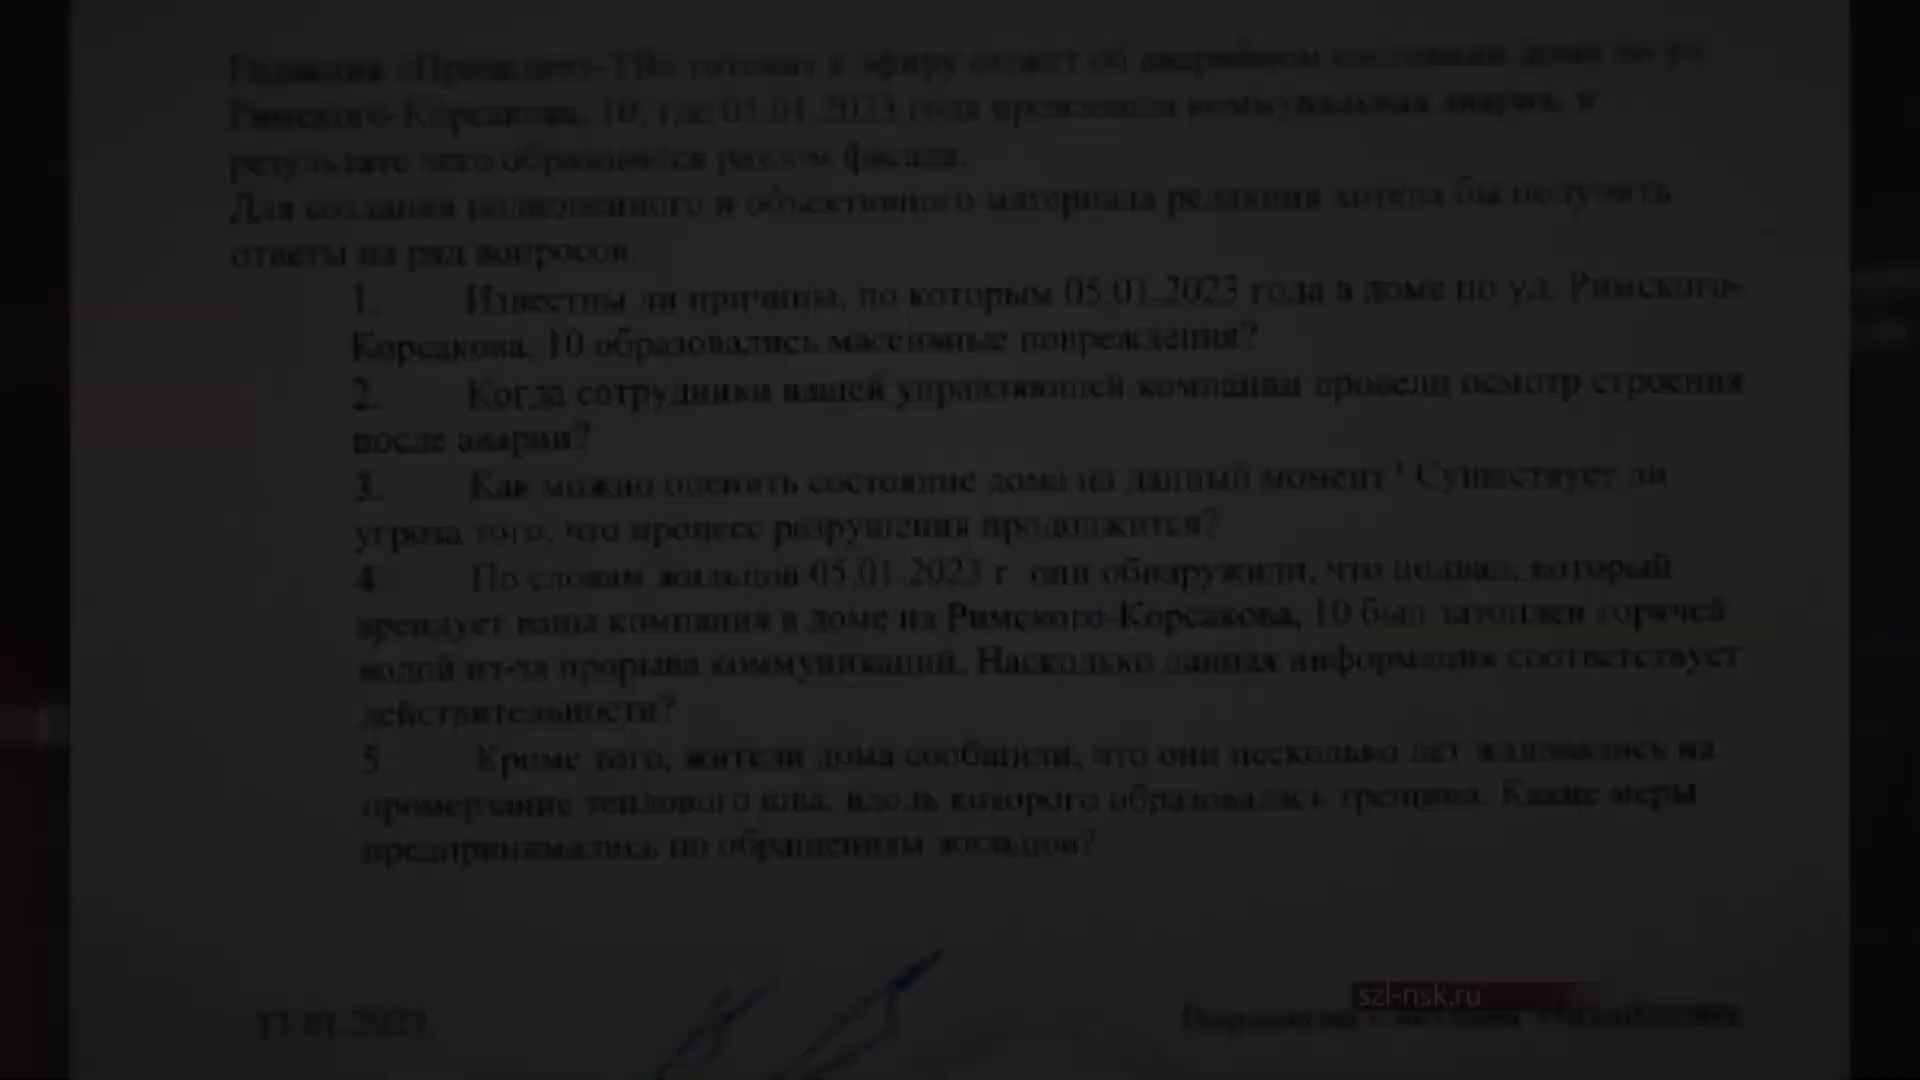 Редакция «Прецедент-ТВ» готовит к эфиру сюжет об аварийном состоянии дома по ул.
Римского-Корсакова, 10, где 05.01.2023 года произошла коммунальная авария, в
результате чего образовался разлом фасада.
Для создания полноценного и объективного материала редакция хотела бы получить
ответы на ряд вопросов.
1. Известны ли причины, по которым 05.01.2023 года в доме по ул. Римского-
Корсакова, 10 образовались массивные повреждения?
2. Когда сотрудники вашей управляющей компании провели осмотр строения
после аварии?
3. Как можно оценить состояние дома на данный момент? Существует ли
угроза того, что процесс разрушения продолжится?
4. По словам жильцов 05.01.2023 г. они обнаружили, что подвал, который
арендует ваша компания в доме на Римского-Корсакова, 10 был затоплен горячей
водой из-за прорыва коммуникаций. Насколько данная информация соответствует
действительности?
5. Кроме того, жители дома сообщили, что они несколько лет жаловались на
промерзание теплового шва, вдоль которого образовалась трещина. Какие меры
предпринимались по обращениям жильцов?
szl-nsk.ru
13.01.2023